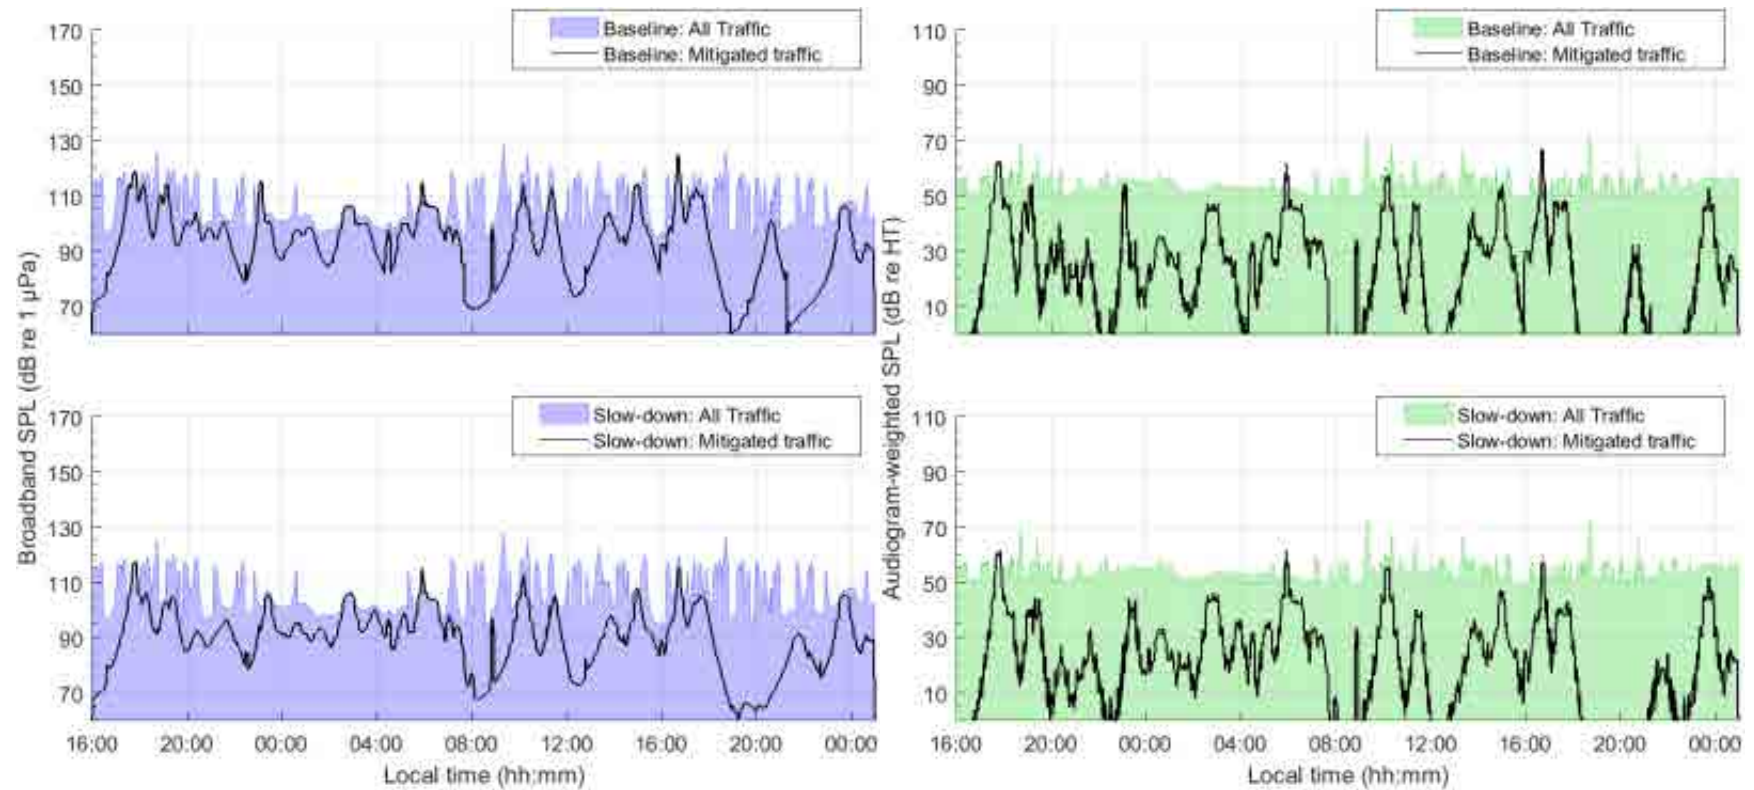 Baseline: All Traffic
Baseline: Mitigated traffic
170
150
130
110
90
70
Baseline: All Traffic
Baseline: Mitigated traffic
110
90
70
50
30
10
Broadband SPL (dB re 1 µPa)
Audiogram-weighted SPL (dB re HT)
Slow-down: All Traffic
Slow-down: Mitigated traffic
170
150
130
110
90
70
16:00 20:00 00:00 04:00 08:00 12:00 16:00 20:00 00:00
Local time (hh:mm)
Slow-down: All Traffic
Slow-down: Mitigated traffic
110
90
70
50
30
10
16:00 20:00 00:00 04:00 08:00 12:00 16:00 20:00 00:00
Local time (hh:mm)